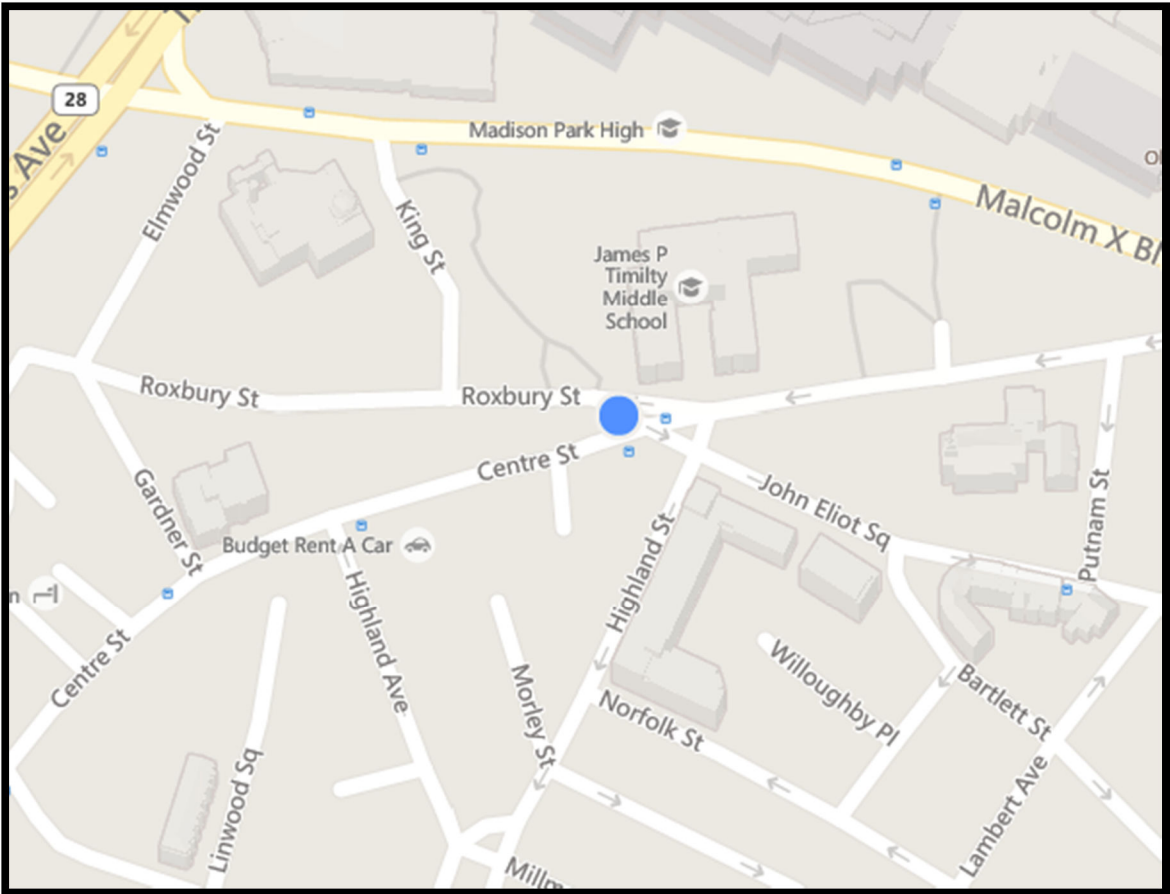 28
s Ave
Madison Park High
Elmwood St
Malcolm X Bl
King St
James P
Timilty
Middle
School
Roxbury St
Roxbury St
Centre St
John Eliot Sq
Gardner St
Putnam St
Budget Rent A Car
Highland St
Highland Ave
n
Centre St
Willoughby Pl
Morley St
Bartlett St
Norfolk St
Linwood Sq
Lambert Ave
Millm